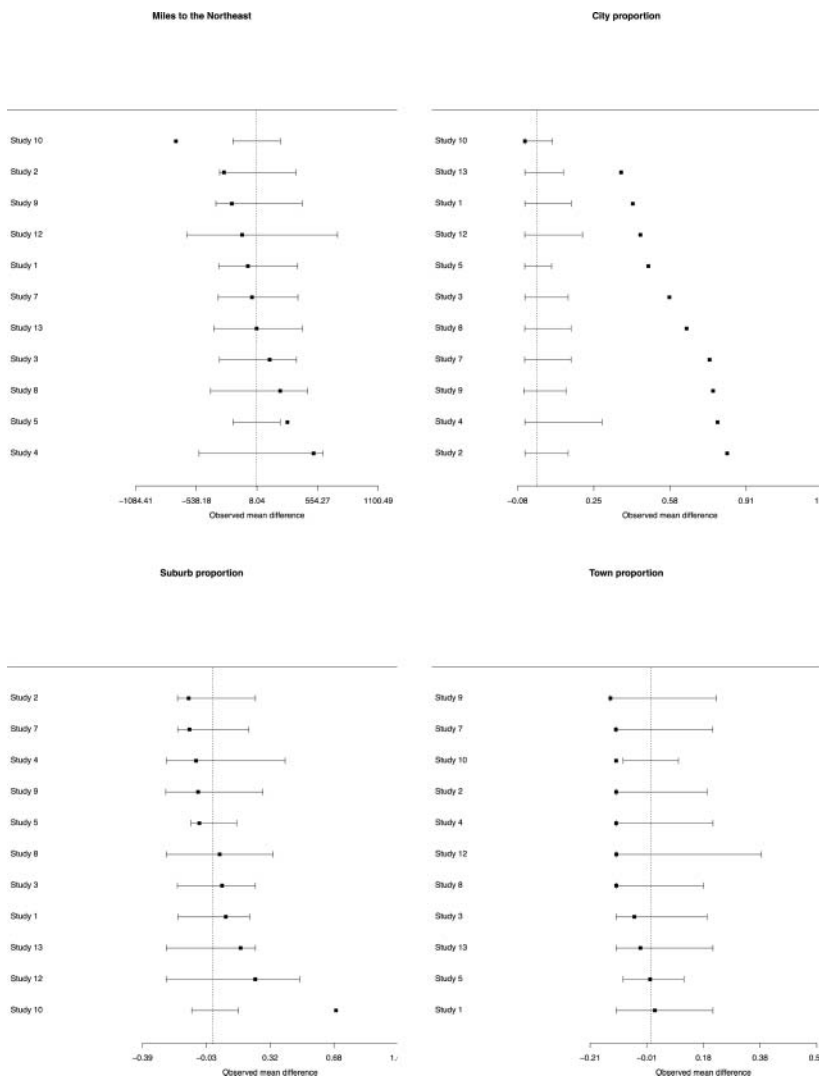 Miles to the Northeast
Study 10
Study 2
Study 9
Study 12
Study 1
Study 7
Study 13
Study 3
Study 8
Study 5
Study 4
−1084.41 −538.18 8.04 554.27 1100.49
Observed mean difference
City proportion
Study 10
Study 13
Study 1
Study 12
Study 5
Study 3
Study 8
Study 7
Study 9
Study 4
Study 2
−0.08 0.25 0.58 0.91 1
Observed mean difference
Suburb proportion
Study 2
Study 7
Study 4
Study 9
Study 5
Study 8
Study 3
Study 1
Study 13
Study 12
Study 10
−0.39 −0.03 0.32 0.68 1.
Observed mean difference
Town proportion
Study 9
Study 7
Study 10
Study 2
Study 4
Study 12
Study 8
Study 3
Study 13
Study 5
Study 1
−0.21 −0.01 0.18 0.38 0.5
Observed mean difference